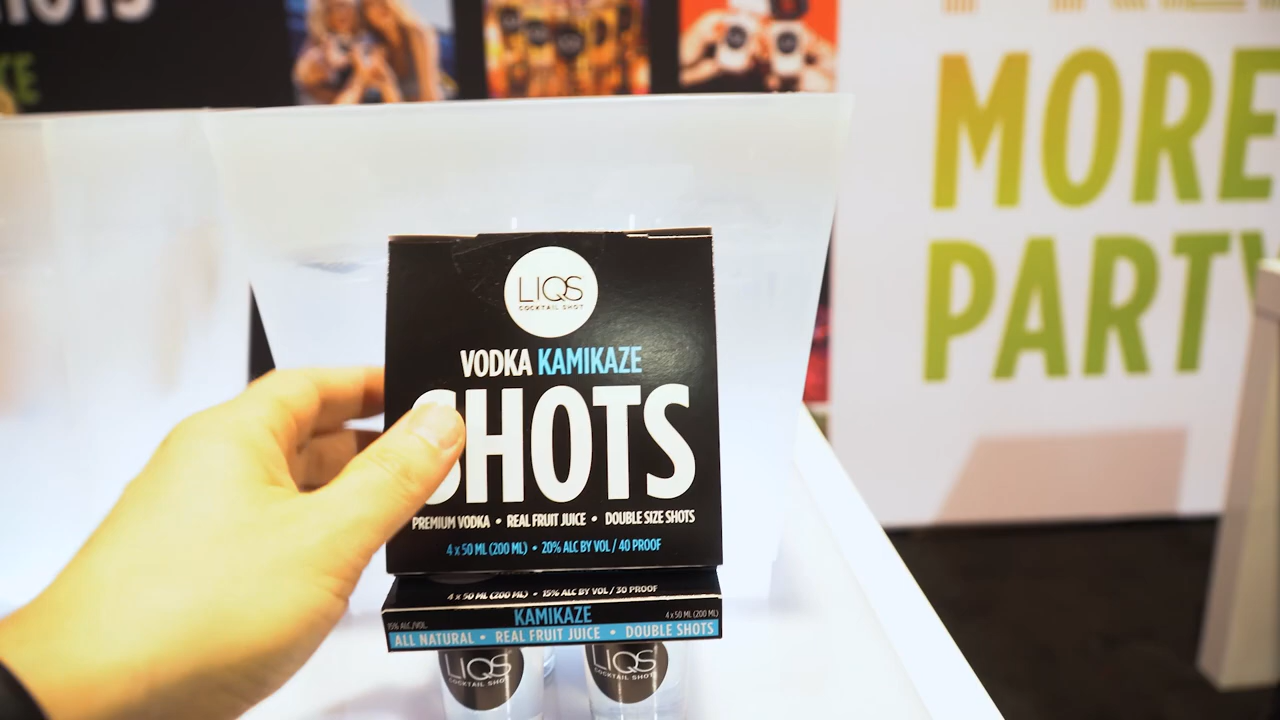 SHOTS
MORE
PARTY
LIQS
COCKTAIL SHOT
VODKA KAMIKAZE
SHOTS
PREMIUM VODKA • REAL FRUIT JUICE • DOUBLE SIZE SHOTS
4 x 50 ML (200 ML) • 20% ALC BY VOL / 40 PROOF
4 x 50 ML (200 ML) • 15% ALC BY VOL / 30 PROOF
15% ALC./VOL. KAMIKAZE 4 x 50 ML (200 ML)
ALL NATURAL • REAL FRUIT JUICE • DOUBLE SHOTS
LIQS
COCKTAIL SHOT
LIQS
COCKTAIL SHOT